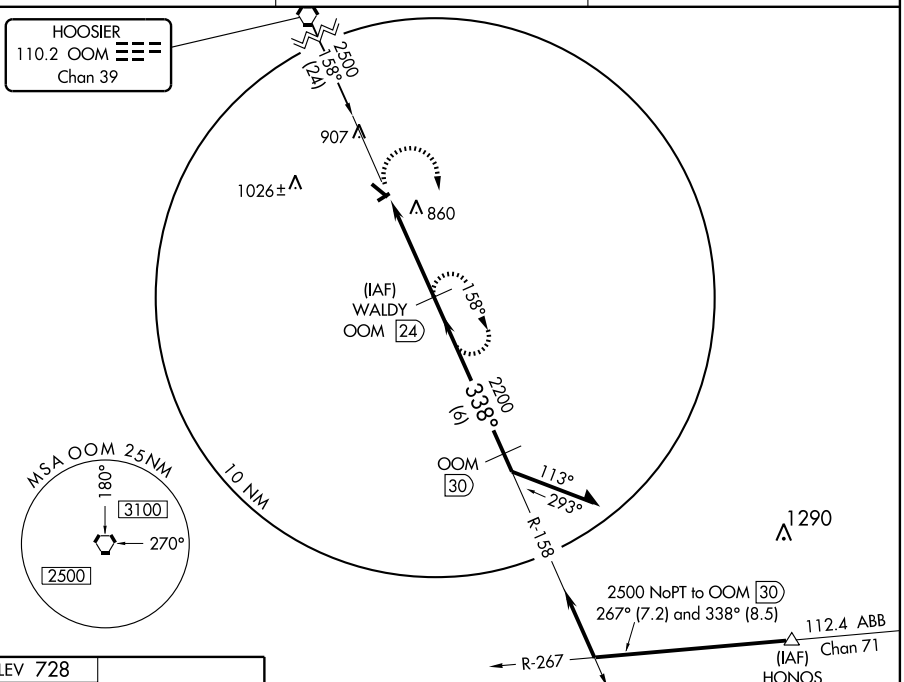 HOOSIER
110.2 OOM
Chan 39
2500
158°
(24)
907
1026±
860
(IAF)
WALDY
OOM 24
158°
2200
338°
(6)
OOM
30
113°
293°
10 NM
MSA OOM 25NM
180°
3100
270°
2500
R-158
1290
2500 NoPT to OOM 30
267° (7.2) and 338° (8.5)
112.4 ABB
Chan 71
(IAF)
HONOS
R-267
LEV 728